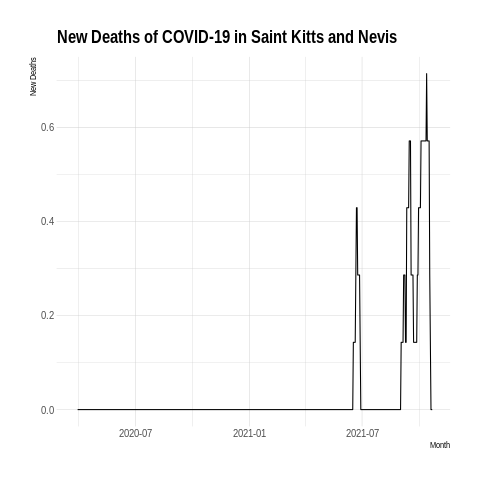 New Deaths of COVID-19 in Saint Kitts and Nevis
New Deaths
0.6
0.4
0.2
0.0
2020-07 2021-01 2021-07
Month